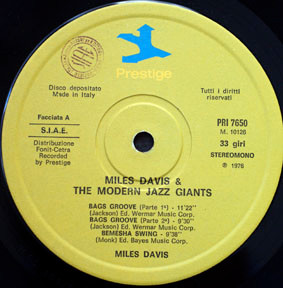 Prestige
Disco depositato
Made in Italy
Tutti i diritti
riservati
Facciata A
S.I.A.E.
Distribuzione
Fonit-Cetra
Recorded
by Prestige
PRI 7650
M. 10126
33 giri
STEREOMONO
℗ 1976
MILES DAVIS &
THE MODERN JAZZ GIANTS
BAGS GROOVE (Parte 1ª) - 11'22"
(Jackson) Ed. Wermar Music Corp.
BAGS GROOVE (Parte 2ª) - 9'30"
(Jackson) Ed. Wermar Music Corp.
BEMESHA SWING - 9'38"
(Monk) Ed. Bayes Music Corp.
MILES DAVIS